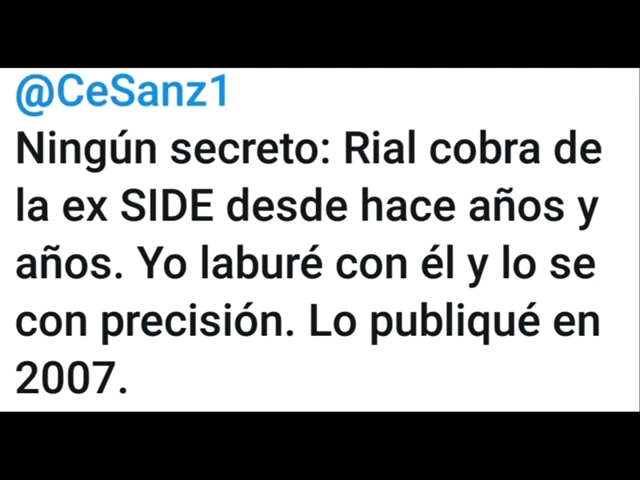 @CeSanz1
Ningún secreto: Rial cobra de
la ex SIDE desde hace años y
años. Yo laburé con él y lo se
con precisión. Lo publiqué en
2007.